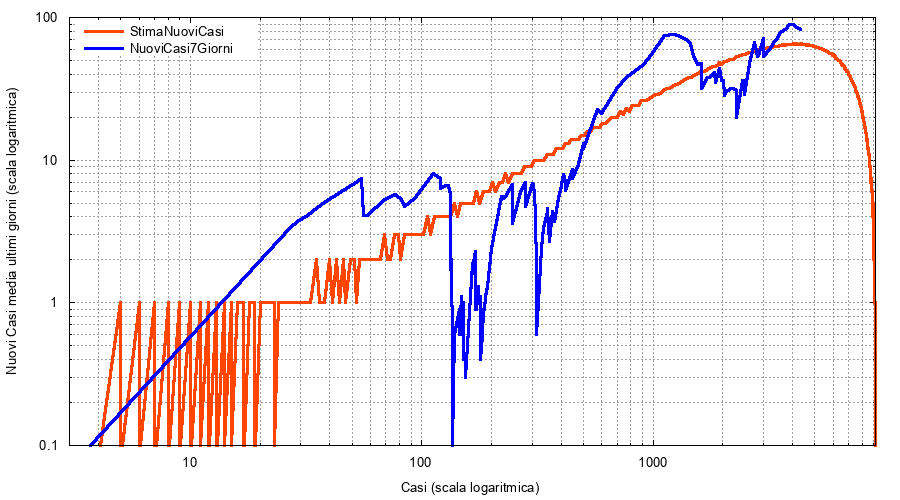 100
StimaNuoviCasi
NuoviCasi7Giorni
10
1
0.1
10
100
1000
Nuovi Casi media ultimi giorni (scala logaritmica)
Casi (scala logaritmica)